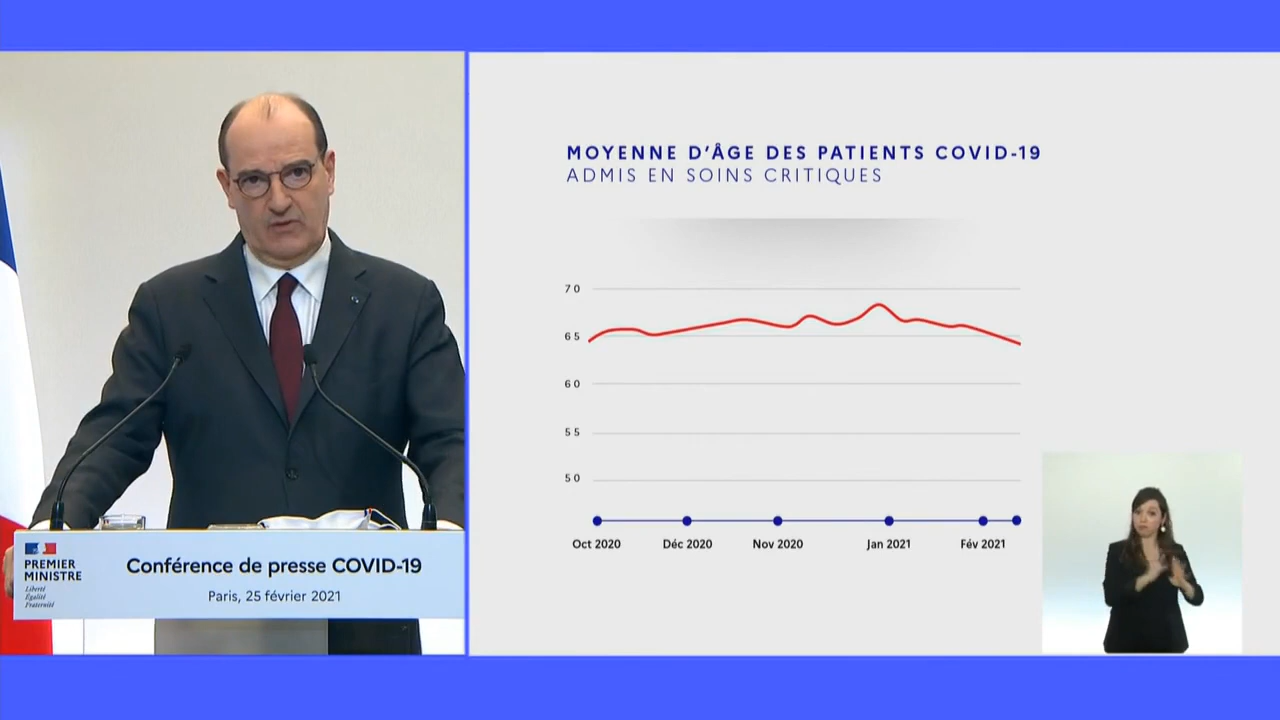 MOYENNE D'ÂGE DES PATIENTS COVID-19
ADMIS EN SOINS CRITIQUES
70
65
60
55
50
Oct 2020 Déc 2020 Nov 2020 Jan 2021 Fév 2021
PREMIER
MINISTRE
Liberté
Égalité
Fraternité
Conférence de presse COVID-19
Paris, 25 février 2021